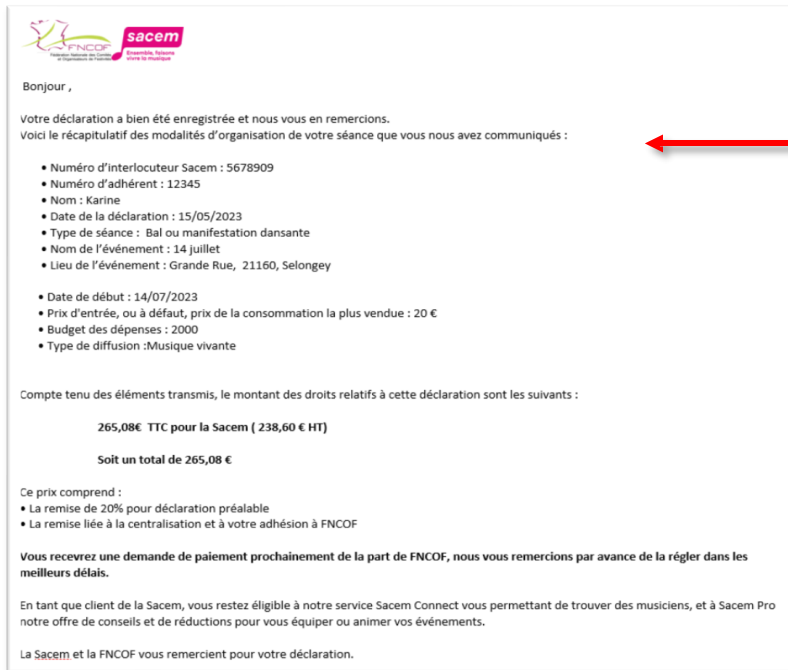 FNCOF
Fédération Nationale des Comités
et Organisateurs de Festivités
sacem
Ensemble, faisons
vivre la musique
Bonjour ,
Votre déclaration a bien été enregistrée et nous vous en remercions.
Voici le récapitulatif des modalités d'organisation de votre séance que vous nous avez communiqués :
• Numéro d'interlocuteur Sacem : 5678909
• Numéro d'adhérent : 12345
• Nom : Karine
• Date de la déclaration : 15/05/2023
• Type de séance :  Bal ou manifestation dansante
• Nom de l'événement : 14 juillet
• Lieu de l'événement : Grande Rue,  21160, Selongey
• Date de début : 14/07/2023
• Prix d'entrée, ou à défaut, prix de la consommation la plus vendue : 20 €
• Budget des dépenses : 2000
• Type de diffusion :Musique vivante
Compte tenu des éléments transmis, le montant des droits relatifs à cette déclaration sont les suivants :
265,08€  TTC pour la Sacem ( 238,60 € HT)
Soit un total de 265,08 €
Ce prix comprend :
• La remise de 20% pour déclaration préalable
• La remise liée à la centralisation et à votre adhésion à FNCOF
Vous recevrez une demande de paiement prochainement de la part de FNCOF, nous vous remercions par avance de la régler dans les
meilleurs délais.
En tant que client de la Sacem, vous restez éligible à notre service Sacem Connect vous permettant de trouver des musiciens, et à Sacem Pro
notre offre de conseils et de réductions pour vous équiper ou animer vos événements.
La Sacem et la FNCOF vous remercient pour votre déclaration.